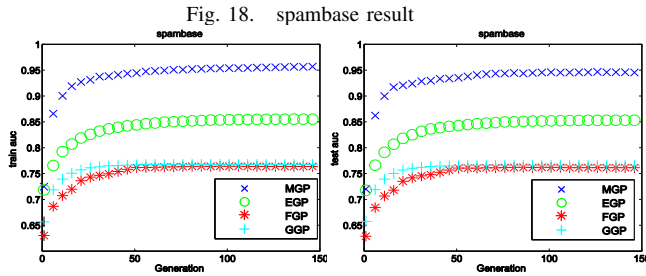 Fig. 18. spambase result
spambase
1
0.95
0.9
0.85
0.8
0.75
0.7
0.65
train auc
0
50
100
150
Generation
MGP
EGP
FGP
GGP
spambase
1
0.95
0.9
0.85
0.8
0.75
0.7
0.65
test auc
0
50
100
150
Generation
MGP
EGP
FGP
GGP